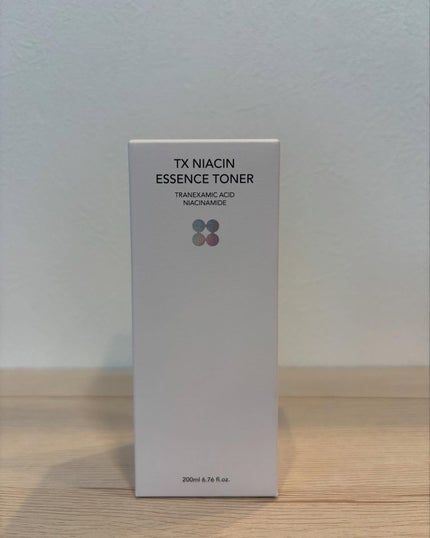 TX NIACIN
ESSENCE TONER
TRANEXAMIC ACID
NIACINAMIDE
200ml 6.76 fl.oz.